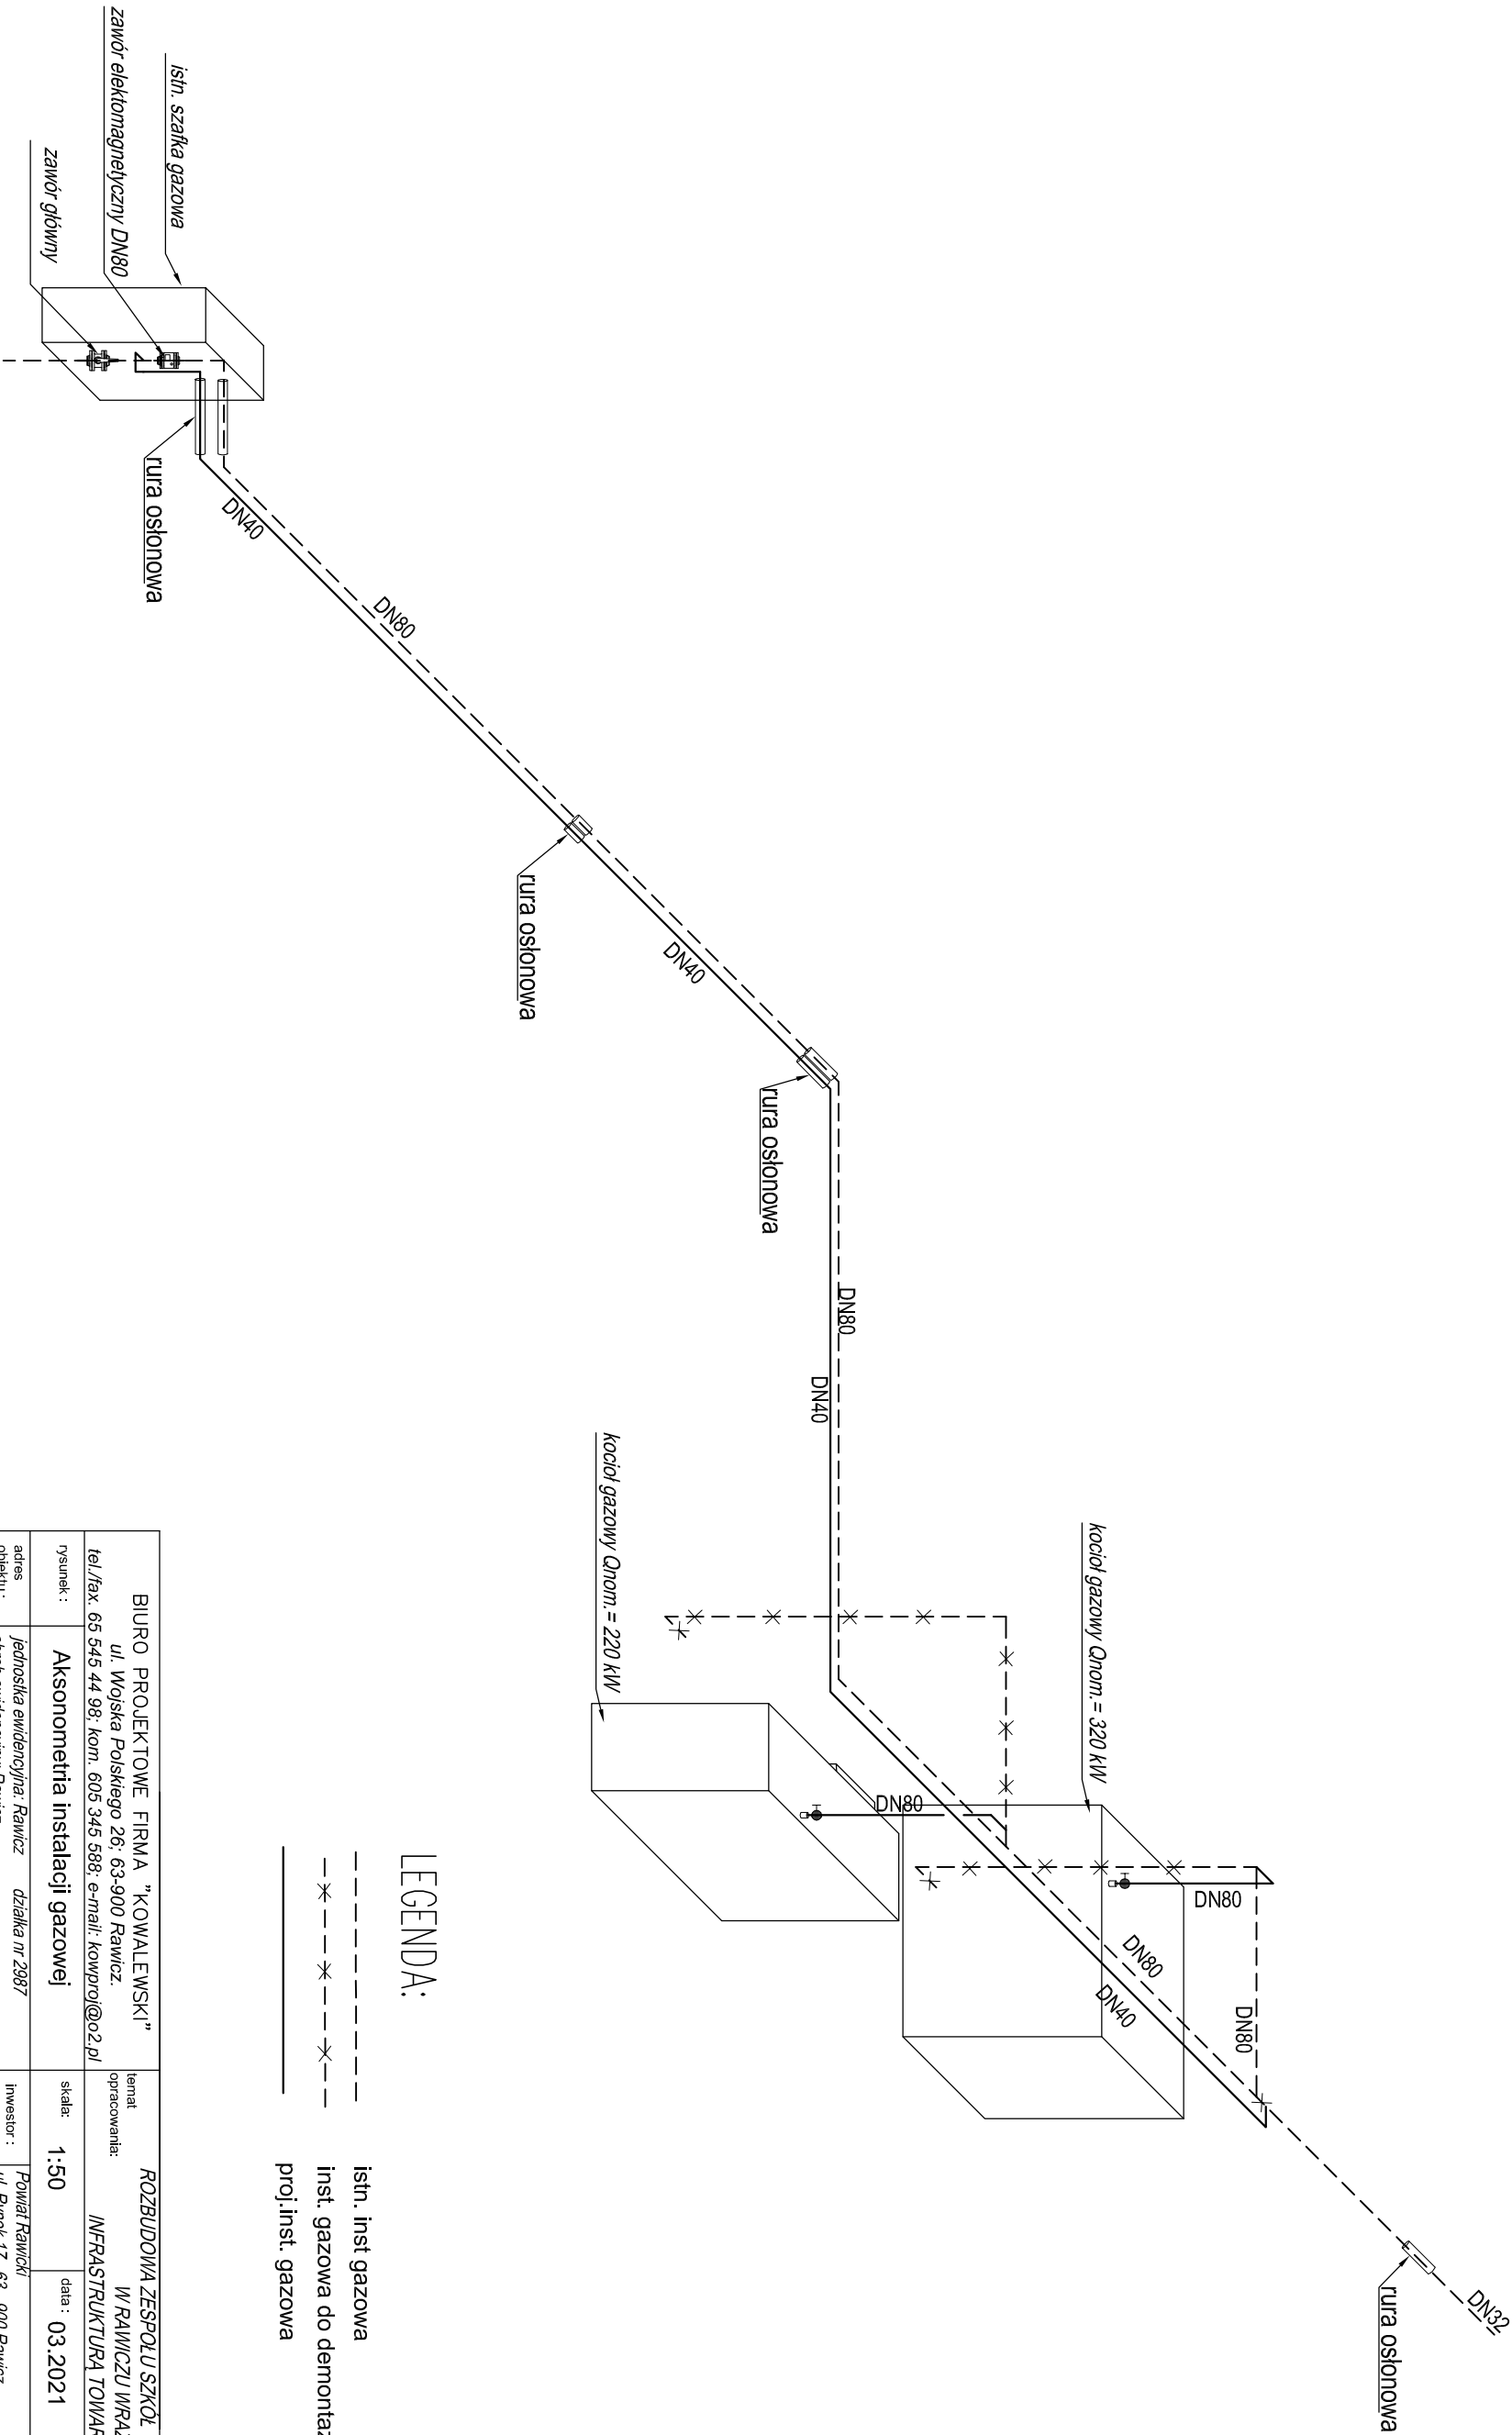 istn. szafka gazowa
zawór elektomagnetyczny DN80
zawór główny
rura osłonowa
DN40
DN80
rura osłonowa
DN40
rura osłonowa
DN80
DN40
kocioł gazowy Qnom.= 220 kW
kocioł gazowy Qnom.= 320 kW
DN80
DN80
DN80
DN40
DN80
DN32
rura osłonowa
LEGENDA:
istn. inst gazowa
inst. gazowa do demontaż
proj.inst. gazowa
BIURO PROJEKTOWE FIRMA "KOWALEWSKI"
ul. Wojska Polskiego 26; 63-900 Rawicz.
tel./fax. 65 545 44 98; kom. 605 345 588; e-mail: kowproj@o2.pl
temat
opracowania:
ROZBUDOWA ZESPOŁU SZKÓŁ
W RAWICZU WRAZ
INFRASTRUKTURĄ TOWAR
rysunek :
Aksonometria instalacji gazowej
skala:
1:50
data :
03.2021
adres
obiektu :
jednostka ewidencyjna: Rawicz działka nr 2987
inwestor :
Powiat Rawicki